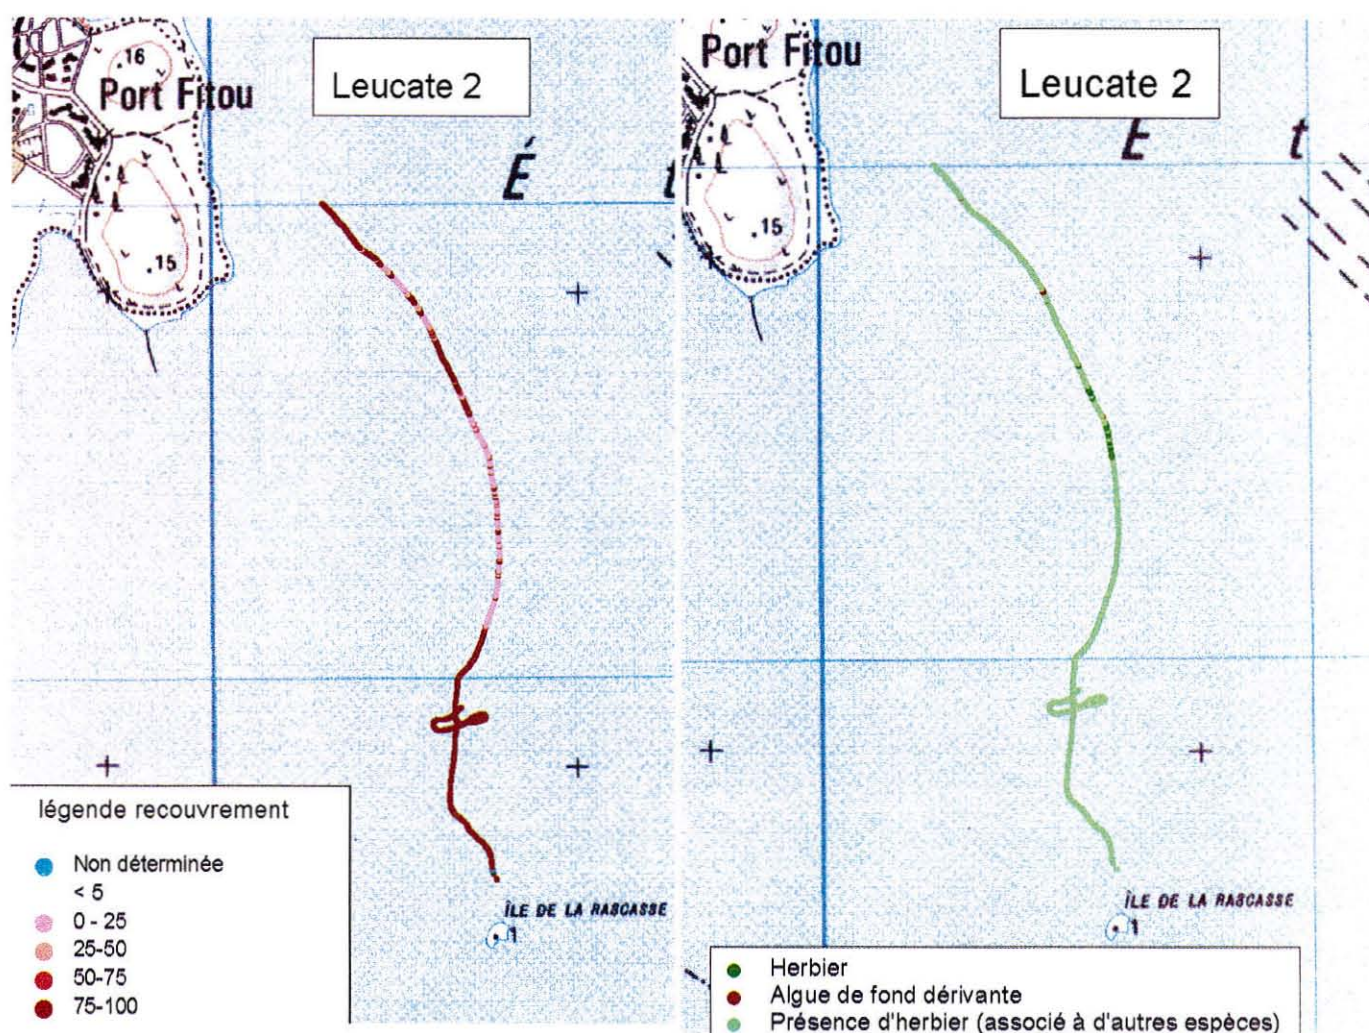 Leucate 2
16
Port Fitou
15
É
légende recouvrement
Non déterminée
< 5
0 - 25
25-50
50-75
75-100
ÎLE DE LA RASCASSE
1
Leucate 2
Port Fitou
15
É t
ÎLE DE LA RASCASSE
1
Herbier
Algue de fond dérivante
Présence d'herbier (associé à d'autres espèces)